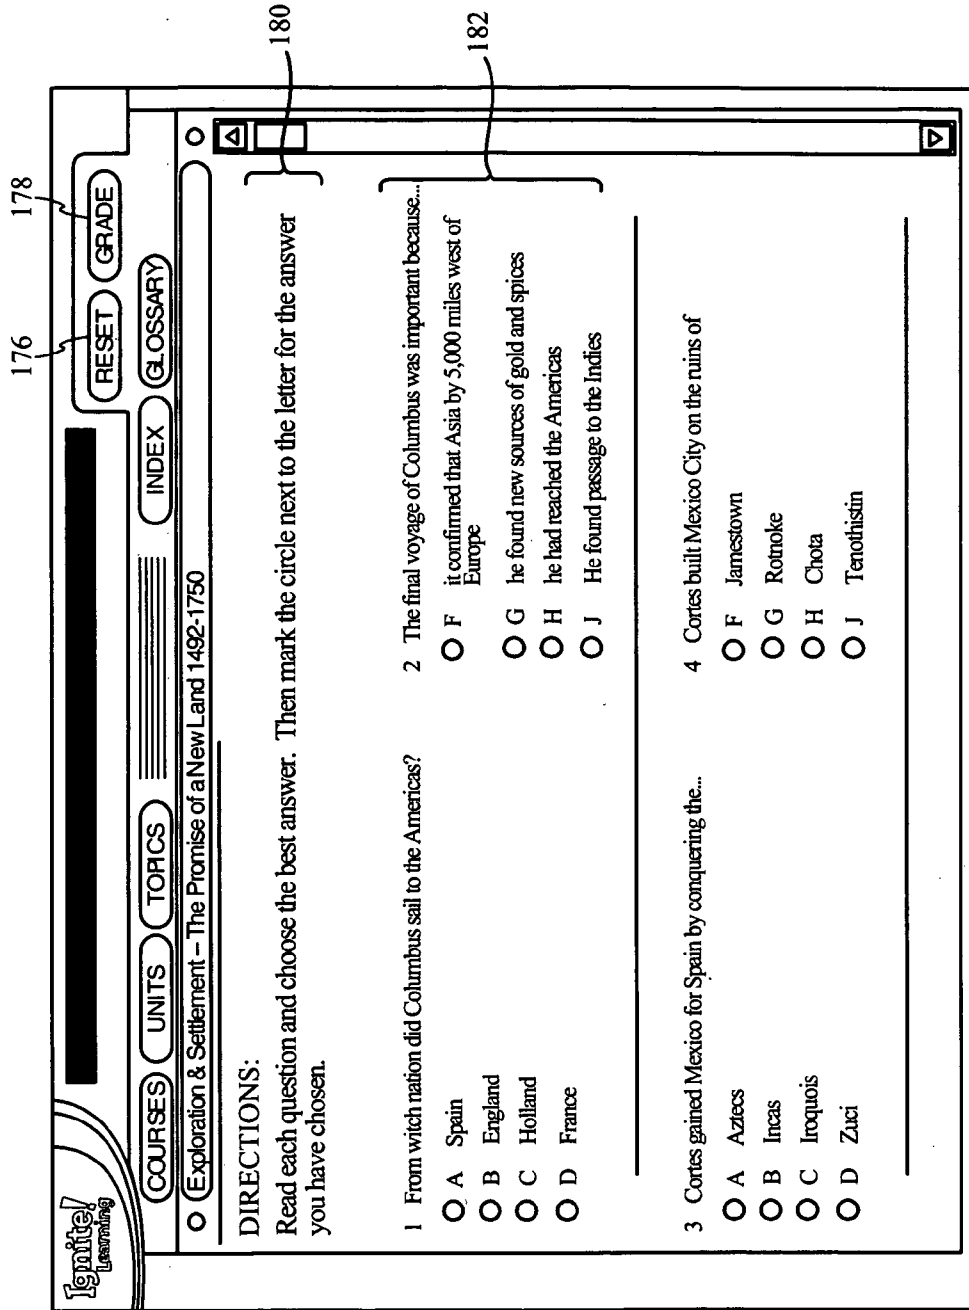 176
178
Ignite!
Learning
RESET
GRADE
COURSES
UNITS
TOPICS
INDEX
GLOSSARY
Exploration & Settlement – The Promise of a New Land 1492-1750
DIRECTIONS:
Read each question and choose the best answer. Then mark the circle next to the letter for the answer
you have chosen.
180
1 From witch nation did Columbus sail to the Americas?
A Spain
B England
C Holland
D France
2 The final voyage of Columbus was important because...
F it confirmed that Asia by 5,000 miles west of
Europe
G he found new sources of gold and spices
H he had reached the Americas
J He found passage to the Indies
182
3 Cortes gained Mexico for Spain by conquering the...
A Aztecs
B Incas
C Iroquois
D Zuci
4 Cortes built Mexico City on the ruins of
F Jamestown
G Rotnoke
H Chota
J Tenothistin